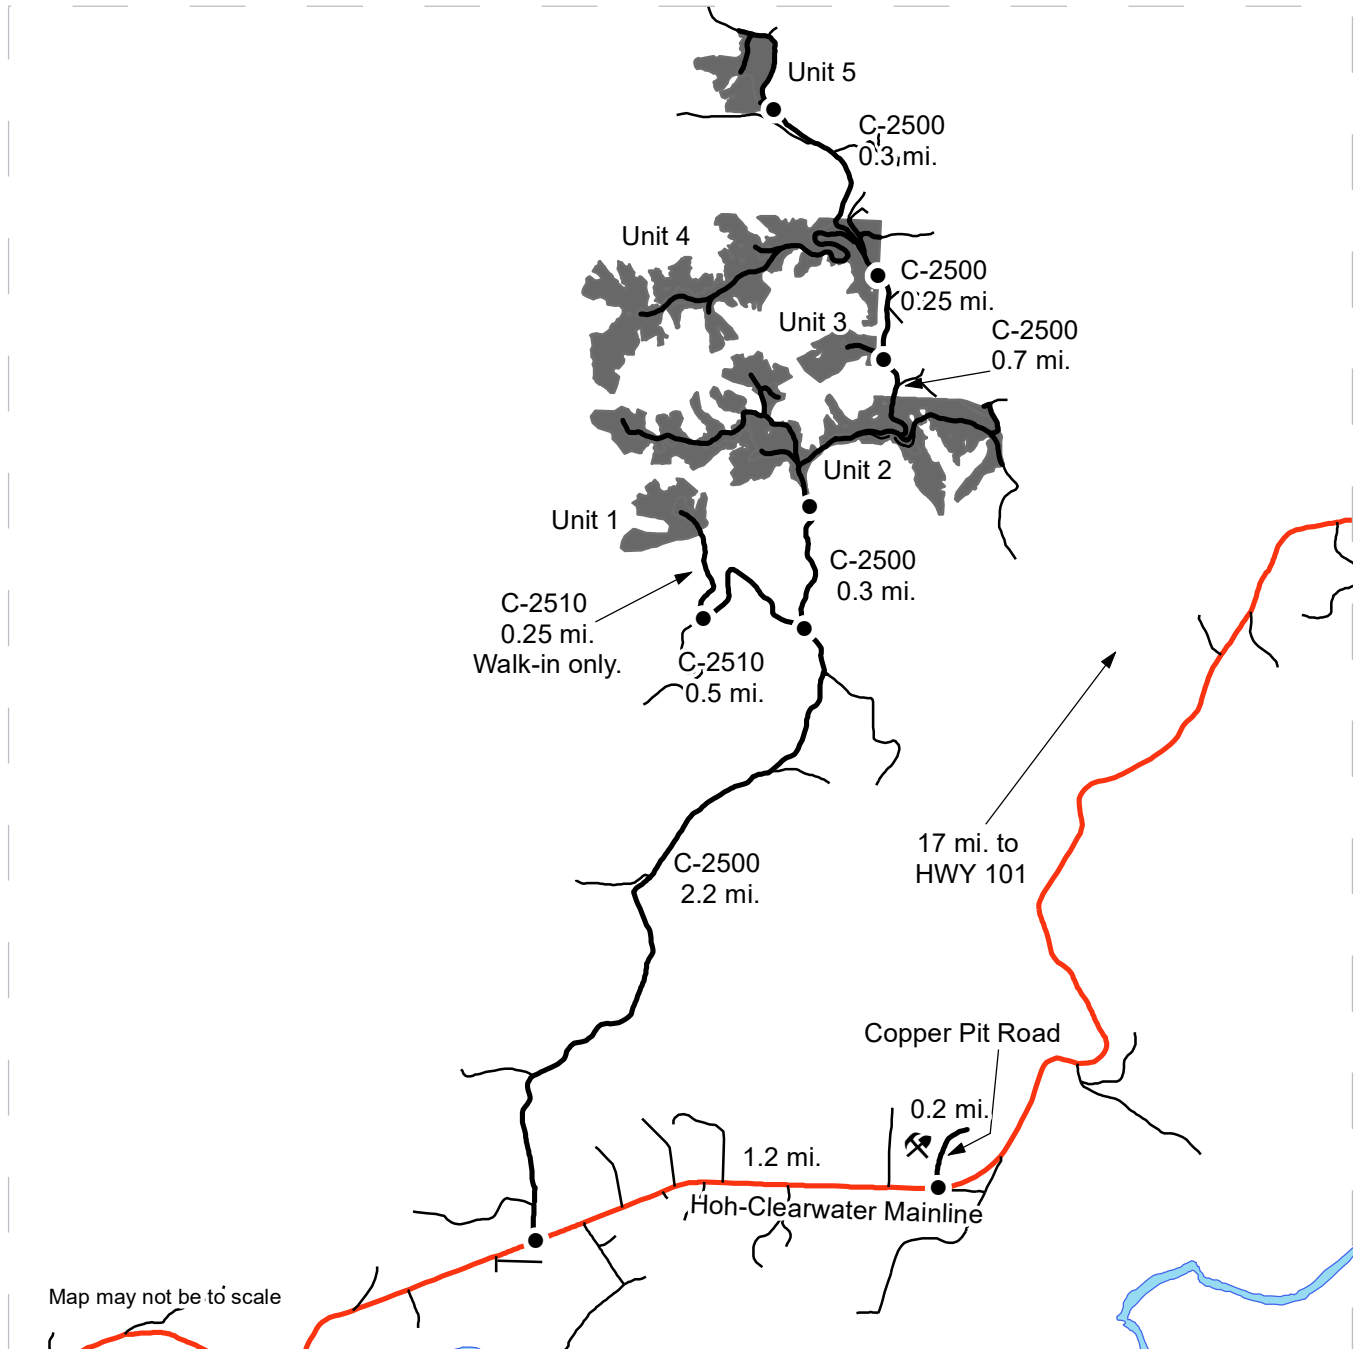 Unit 5
C-2500
0.3 mi.
Unit 4
C-2500
0.25 mi.
Unit 3
C-2500
0.7 mi.
Unit 2
Unit 1
C-2500
0.3 mi.
C-2510
0.25 mi.
Walk-in only.
C-2510
0.5 mi.
17 mi. to
HWY 101
C-2500
2.2 mi.
Copper Pit Road
0.2 mi.
1.2 mi.
Hoh-Clearwater Mainline
Map may not be to scale